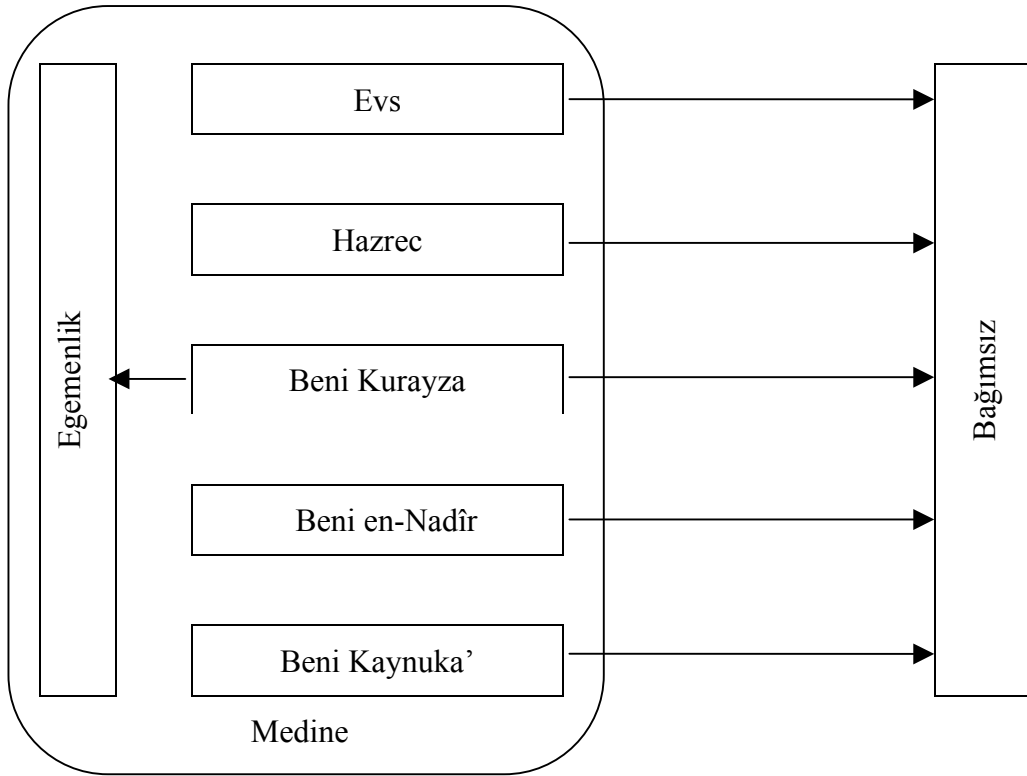 Evs
Hazrec
Egemenlik
Beni Kurayza
Bağımsız
Beni en-Nadîr
Beni Kaynuka’
Medine